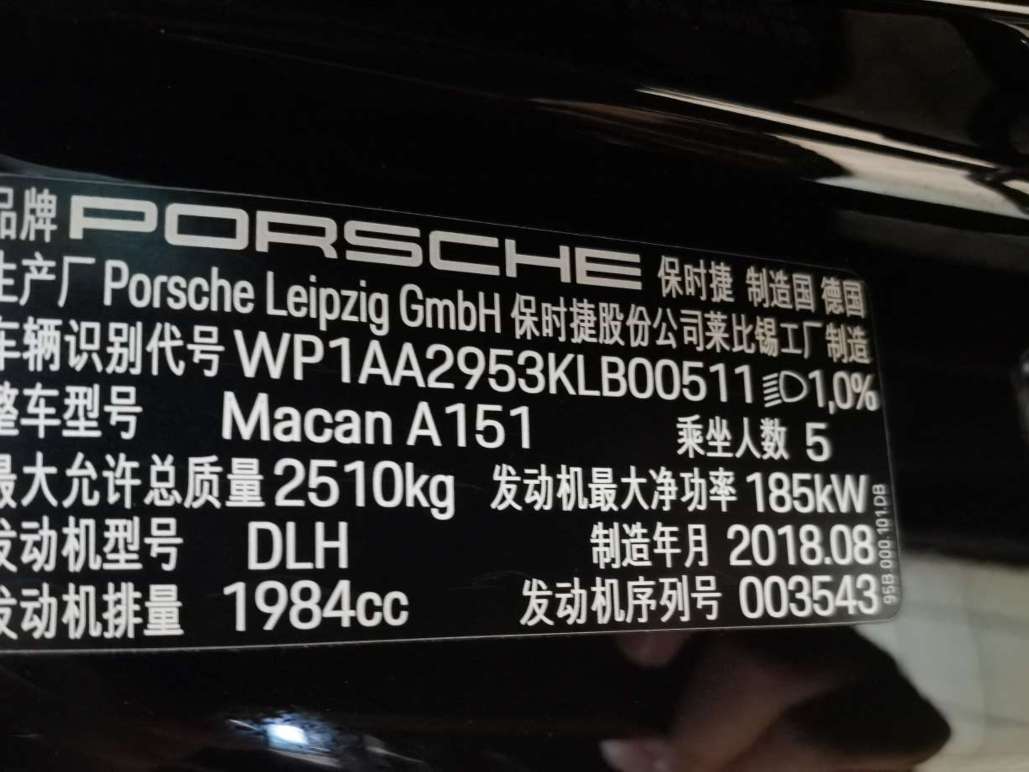 品牌 PORSCHE 保时捷 制造国 德国
生产厂 Porsche Leipzig GmbH 保时捷股份公司莱比锡工厂制造
车辆识别代号 WP1AA2953KLB00511 1,0%
整车型号 Macan A151 乘坐人数 5
最大允许总质量 2510kg 发动机最大净功率 185kW
发动机型号 DLH 制造年月 2018.08
发动机排量 1984cc 发动机序列号 003543
95B.000.101.DB